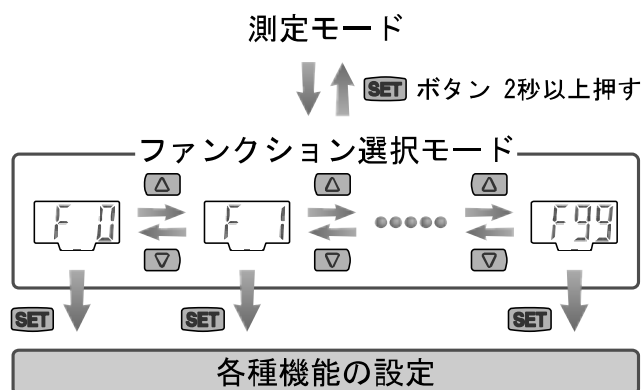 測定モード
SET ボタン 2秒以上押す
ファンクション選択モード
F 0 F 1 F99
SET SET SET
各種機能の設定